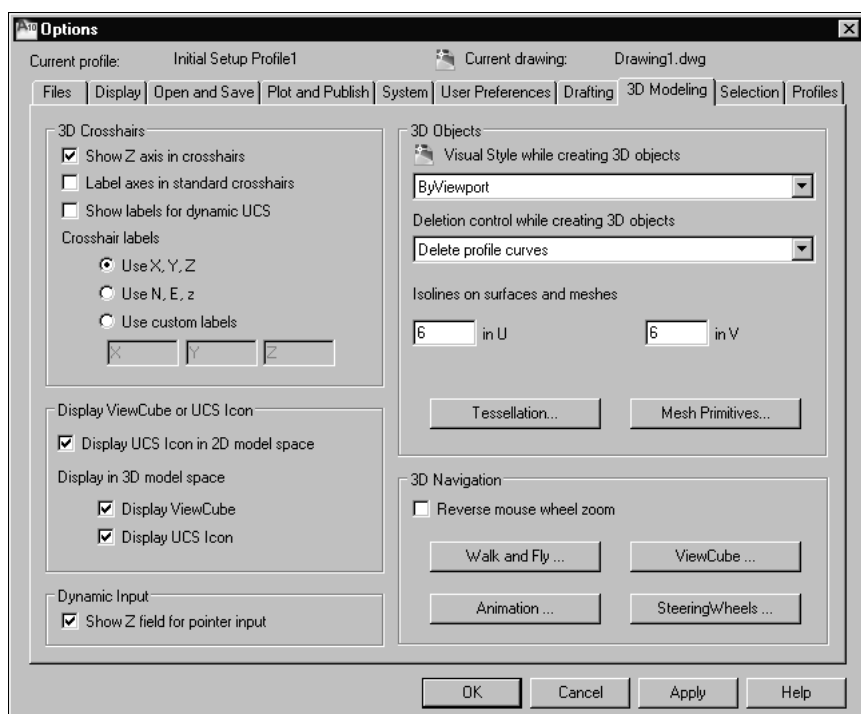 A10 Options
Current profile: Initial Setup Profile1 Current drawing: Drawing1.dwg
Files Display Open and Save Plot and Publish System User Preferences Drafting 3D Modeling Selection Profiles
3D Crosshairs
Show Z axis in crosshairs
Label axes in standard crosshairs
Show labels for dynamic UCS
Crosshair labels
Use X, Y, Z
Use N, E, z
Use custom labels
X Y Z
Display ViewCube or UCS Icon
Display UCS Icon in 2D model space
Display in 3D model space
Display ViewCube
Display UCS Icon
Dynamic Input
Show Z field for pointer input
3D Objects
Visual Style while creating 3D objects
ByViewport
Deletion control while creating 3D objects
Delete profile curves
Isolines on surfaces and meshes
6 in U 6 in V
Tessellation... Mesh Primitives...
3D Navigation
Reverse mouse wheel zoom
Walk and Fly ... ViewCube ...
Animation ... SteeringWheels ...
OK Cancel Apply Help